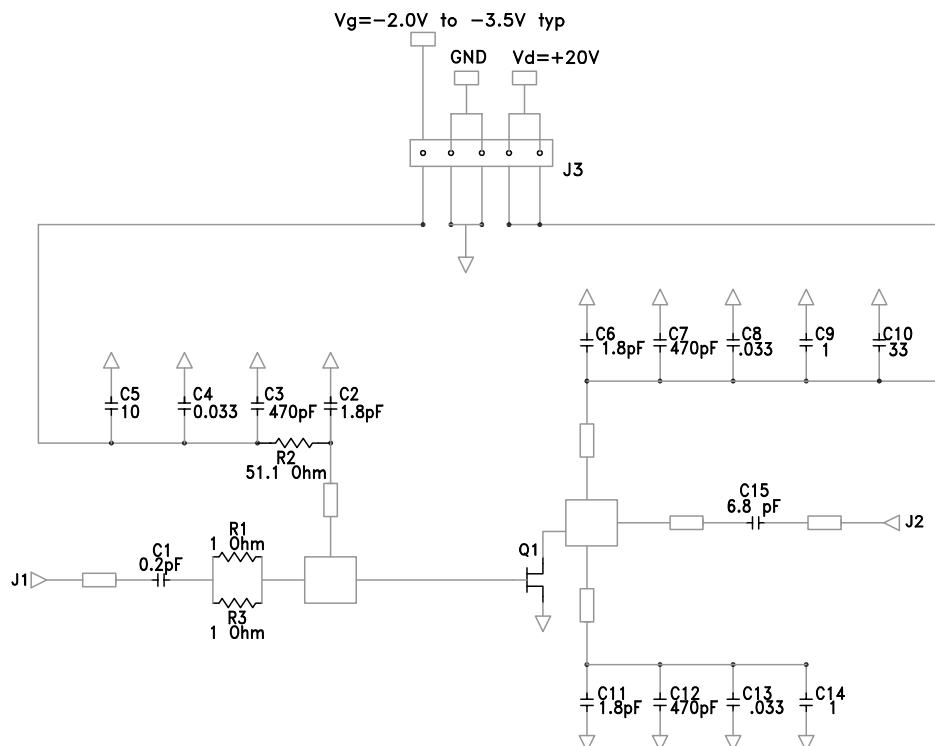 Vg=-2.0V to -3.5V typ
GND
Vd=+20V
J3
C6
1.8pF
C7
470pF
C8
.033
C9
1
C10
33
C5
10
C4
0.033
C3
470pF
C2
1.8pF
R2
51.1 Ohm
C15
6.8 pF
J2
Q1
R1
1 Ohm
C1
0.2pF
J1
R3
1 Ohm
C11
1.8pF
C12
470pF
C13
.033
C14
1